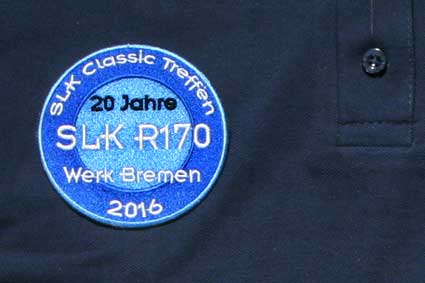 SLK Classic Treffen
20 Jahre
SLK R170
Werk Bremen
2016